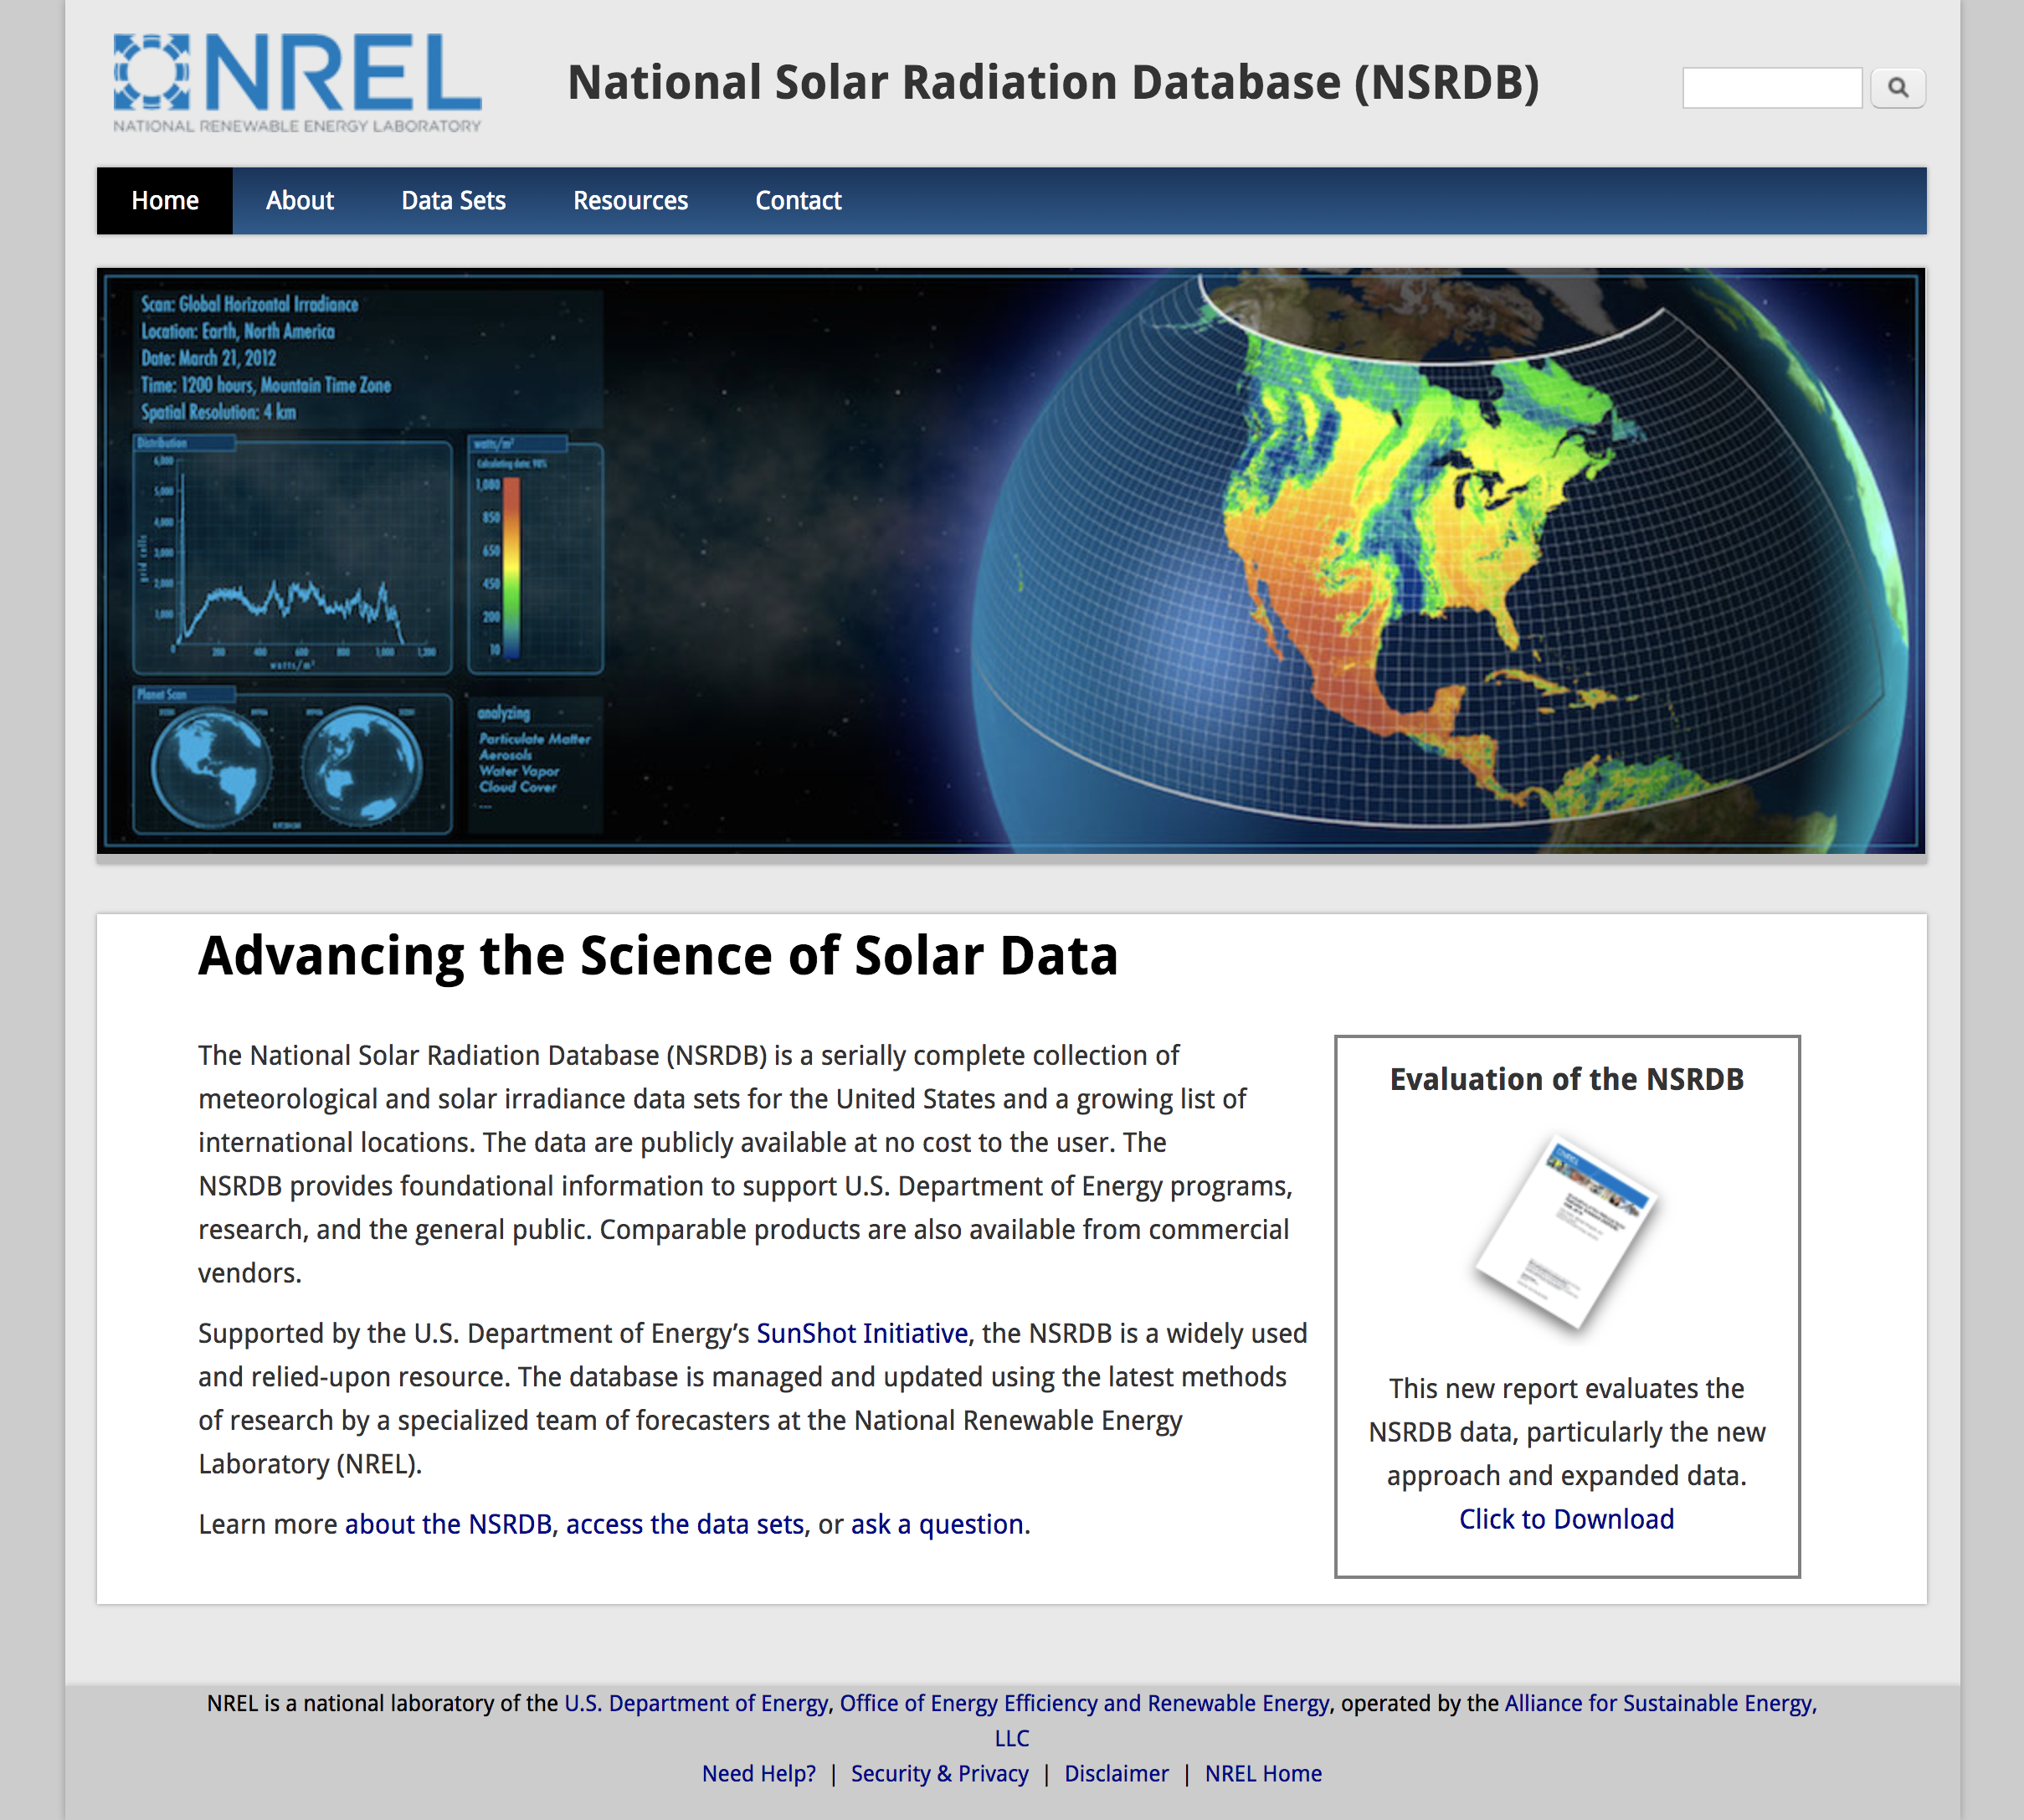 NREL
NATIONAL RENEWABLE ENERGY LABORATORY
National Solar Radiation Database (NSRDB)
Home About Data Sets Resources Contact
Scan: Global Horizontal Irradiance
Location: Earth, North America
Date: March 21, 2012
Time: 1200 hours, Mountain Time Zone
Spatial Resolution: 4 km
Distribution
6,000
5,000
4,000
3,000
2,000
1,000
0
grid cells
200 400 600 800 1,000 1,200
watts/m²
watts/m²
Calculating data: 98%
1,080
850
650
450
200
10
Planet Scan
analyzing
Particulate Matter
Aerosols
Water Vapor
Cloud Cover
...
Advancing the Science of Solar Data
The National Solar Radiation Database (NSRDB) is a serially complete collection of
meteorological and solar irradiance data sets for the United States and a growing list of
international locations. The data are publicly available at no cost to the user. The
NSRDB provides foundational information to support U.S. Department of Energy programs,
research, and the general public. Comparable products are also available from commercial
vendors.
Supported by the U.S. Department of Energy’s SunShot Initiative, the NSRDB is a widely used
and relied-upon resource. The database is managed and updated using the latest methods
of research by a specialized team of forecasters at the National Renewable Energy
Laboratory (NREL).
Learn more about the NSRDB, access the data sets, or ask a question.
Evaluation of the NSRDB
This new report evaluates the
NSRDB data, particularly the new
approach and expanded data.
Click to Download
NREL is a national laboratory of the U.S. Department of Energy, Office of Energy Efficiency and Renewable Energy, operated by the Alliance for Sustainable Energy,
LLC
Need Help? | Security & Privacy | Disclaimer | NREL Home